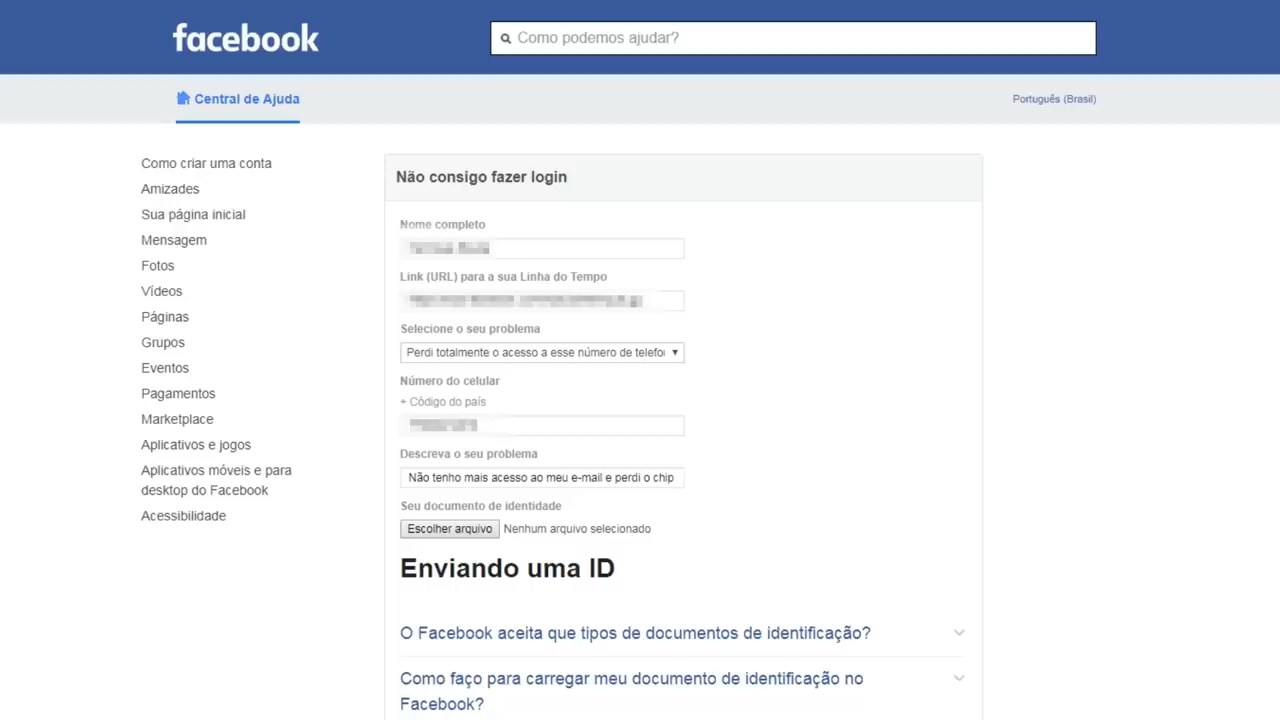 facebook
Como podemos ajudar?
Central de Ajuda
Português (Brasil)
Como criar uma conta
Amizades
Sua página inicial
Mensagem
Fotos
Vídeos
Páginas
Grupos
Eventos
Pagamentos
Marketplace
Aplicativos e jogos
Aplicativos móveis e para
desktop do Facebook
Acessibilidade
Não consigo fazer login
Nome completo
Link (URL) para a sua Linha do Tempo
Selecione o seu problema
Perdi totalmente o acesso a esse número de telefo
Número do celular
+ Código do país
Descreva o seu problema
Não tenho mais acesso ao meu e-mail e perdi o chip
Seu documento de identidade
Escolher arquivo Nenhum arquivo selecionado
Enviando uma ID
O Facebook aceita que tipos de documentos de identificação?
Como faço para carregar meu documento de identificação no
Facebook?